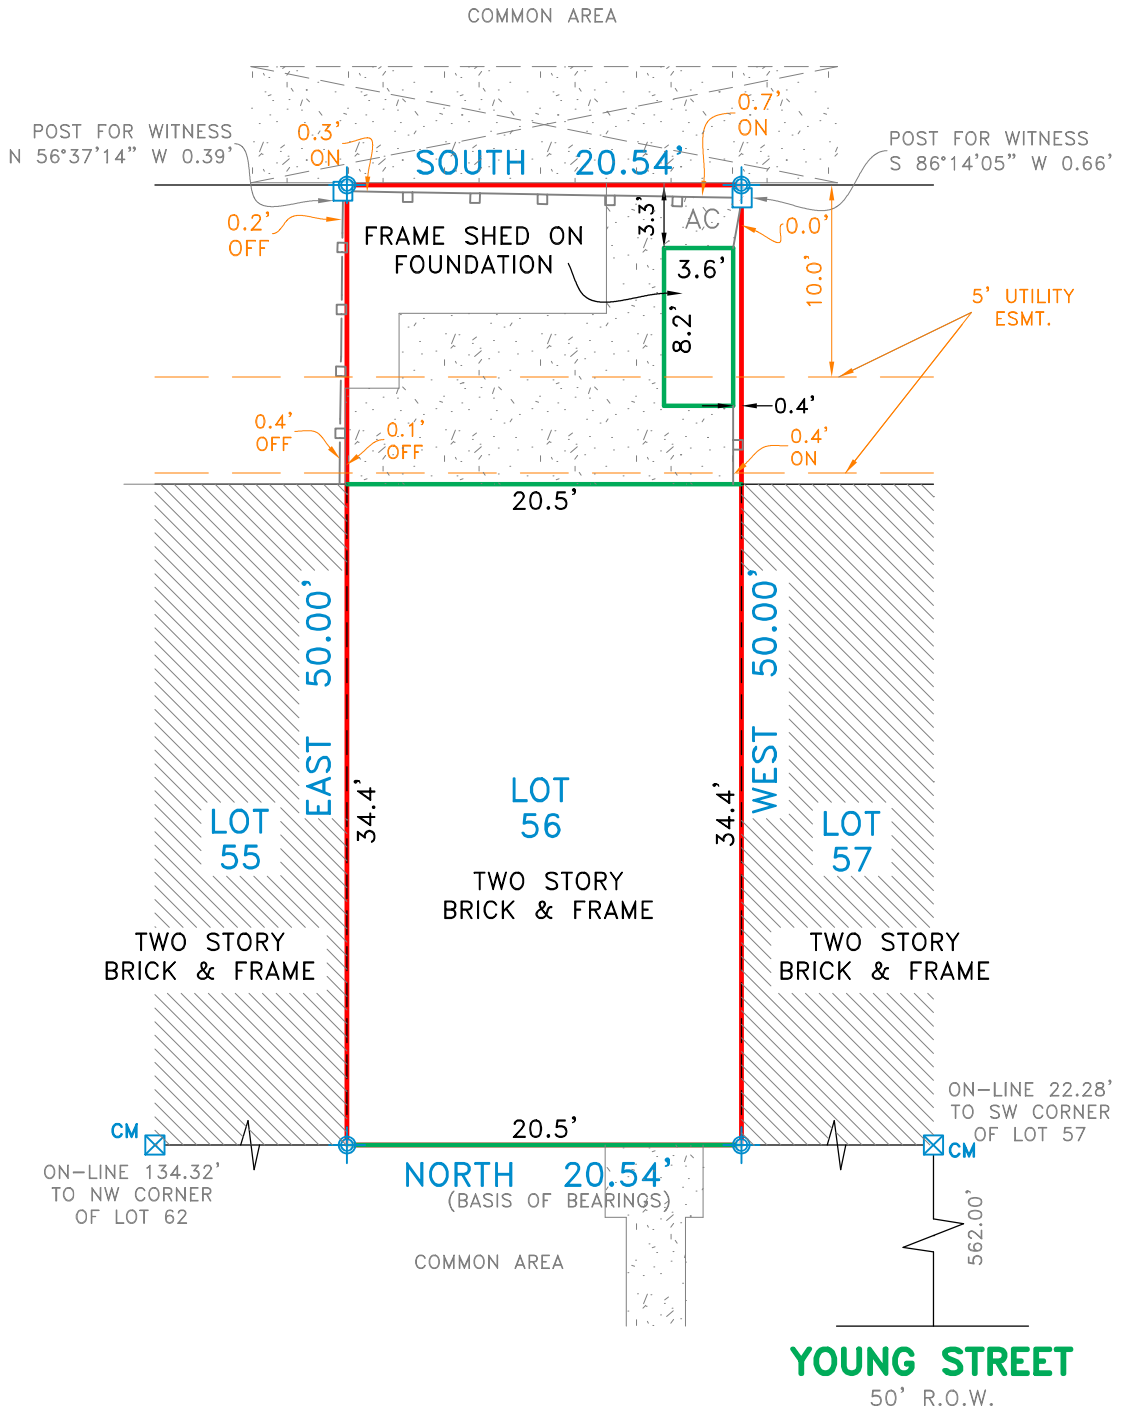 COMMON AREA
POST FOR WITNESS
N 56°37'14" W 0.39'
0.3'
ON
SOUTH 20.54'
0.7'
ON
POST FOR WITNESS
S 86°14'05" W 0.66'
0.2'
OFF
FRAME SHED ON
FOUNDATION
3.3'
AC
0.0'
3.6'
8.2'
10.0'
5' UTILITY
ESMT.
0.4'
0.4'
OFF
0.1'
OFF
0.4'
ON
20.5'
EAST 50.00'
WEST 50.00'
34.4'
34.4'
LOT
55
LOT
56
LOT
57
TWO STORY
BRICK & FRAME
TWO STORY
BRICK & FRAME
TWO STORY
BRICK & FRAME
CM
ON-LINE 134.32'
TO NW CORNER
OF LOT 62
20.5'
NORTH 20.54'
(BASIS OF BEARINGS)
COMMON AREA
ON-LINE 22.28'
TO SW CORNER
OF LOT 57
CM
562.00'
YOUNG STREET
50' R.O.W.